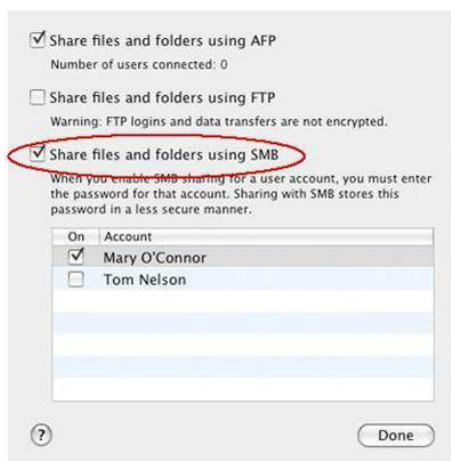 Share files and folders using AFP
Number of users connected: 0
Share files and folders using FTP
Warning: FTP logins and data transfers are not encrypted.
Share files and folders using SMB
When you enable SMB sharing for a user account, you must enter
the password for that account. Sharing with SMB stores this
password in a less secure manner.
On Account
Mary O'Connor
Tom Nelson
? Done